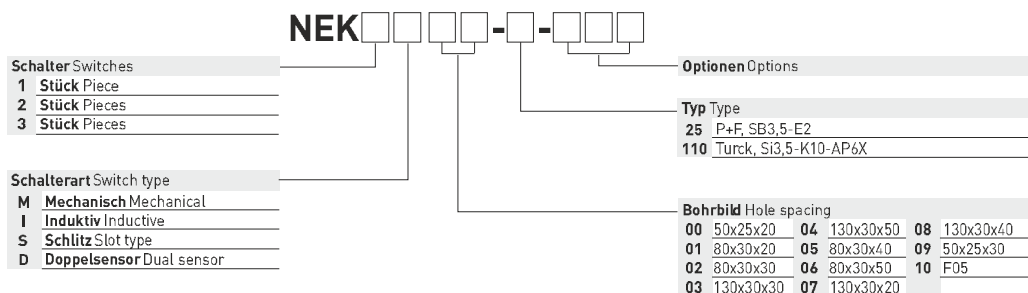 NEK - -
Schalter Switches
1 Stück Piece
2 Stück Pieces
3 Stück Pieces
Schalterart Switch type
M Mechanisch Mechanical
I Induktiv Inductive
S Schlitz Slot type
D Doppelsensor Dual sensor
Optionen Options
Typ Type
25 P+F, SB3,5-E2
110 Turck, Si3,5-K10-AP6X
Bohrbild Hole spacing
00 50x25x20 04 130x30x50 08 130x30x40
01 80x30x20 05 80x30x40 09 50x25x30
02 80x30x30 06 80x30x50 10 F05
03 130x30x30 07 130x30x20